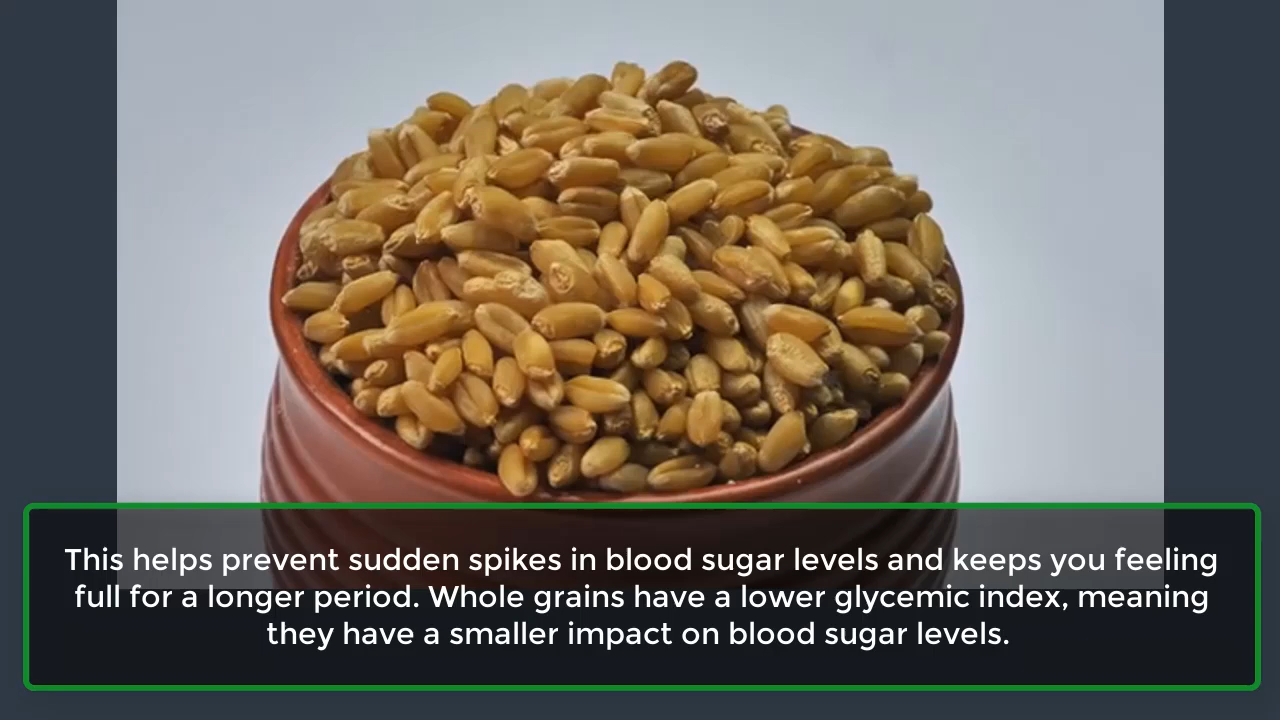 This helps prevent sudden spikes in blood sugar levels and keeps you feeling
full for a longer period. Whole grains have a lower glycemic index, meaning
they have a smaller impact on blood sugar levels.